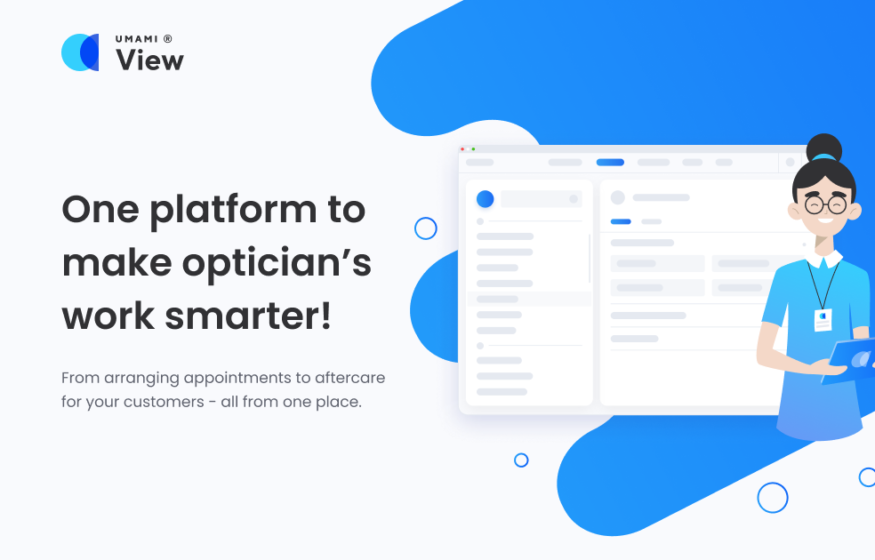 UMAMI ®
View
One platform to
make optician’s
work smarter!
From arranging appointments to aftercare
for your customers - all from one place.